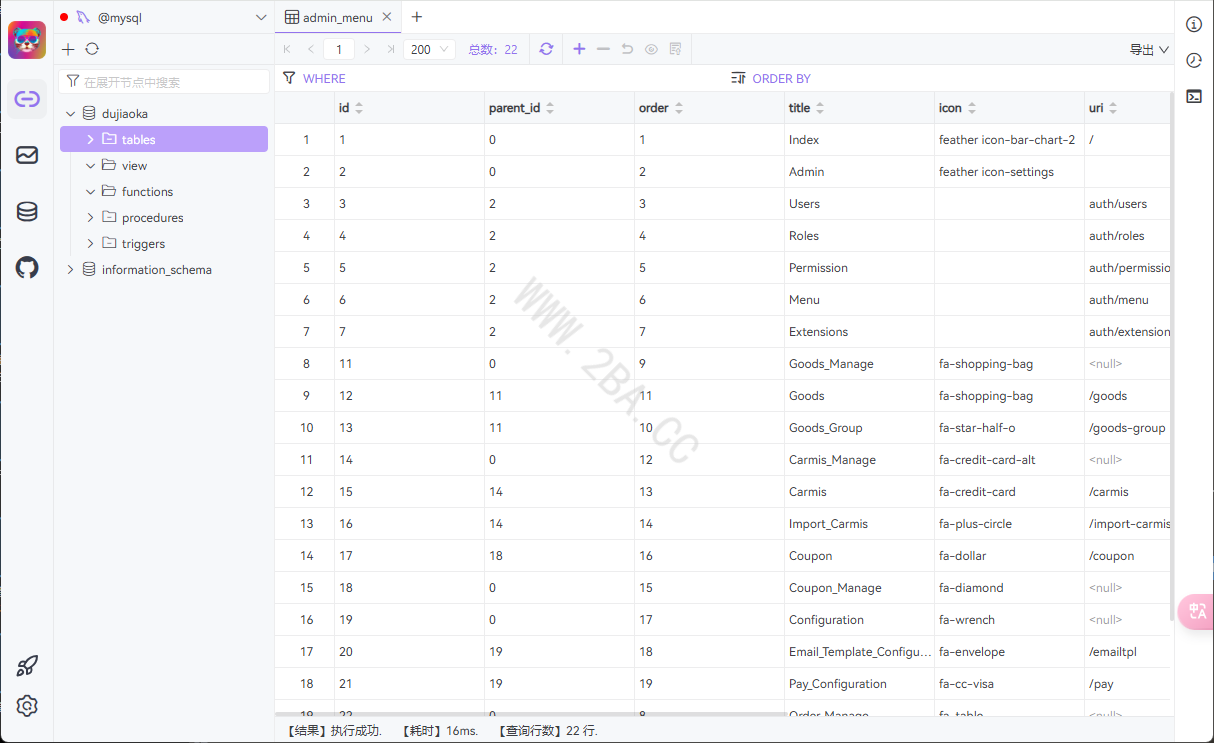 @mysql
admin_menu
1
200
总数: 22
导出
在展开节点中搜索
WHERE
ORDER BY
dujiaoka
tables
view
functions
procedures
triggers
information_schema
id parent_id order title icon uri
1 1 0 1 Index feather icon-bar-chart-2 /
2 2 0 2 Admin feather icon-settings
3 3 2 3 Users auth/users
4 4 2 4 Roles auth/roles
5 5 2 5 Permission auth/permissio
6 6 2 6 Menu auth/menu
7 7 2 7 Extensions auth/extension
8 11 0 9 Goods_Manage fa-shopping-bag <null>
9 12 11 11 Goods fa-shopping-bag /goods
10 13 11 10 Goods_Group fa-star-half-o /goods-group
11 14 0 12 Carmis_Manage fa-credit-card-alt <null>
12 15 14 13 Carmis fa-credit-card /carmis
13 16 14 14 Import_Carmis fa-plus-circle /import-carmis
14 17 18 16 Coupon fa-dollar /coupon
15 18 0 15 Coupon_Manage fa-diamond <null>
16 19 0 17 Configuration fa-wrench <null>
17 20 19 18 Email_Template_Configu... fa-envelope /emailtpl
18 21 19 19 Pay_Configuration fa-cc-visa /pay
19 22 0 8 Order_Manage fa-table <null>
【结果】执行成功. 【耗时】16ms. 【查询行数】22 行.
WWW.2BA.CC